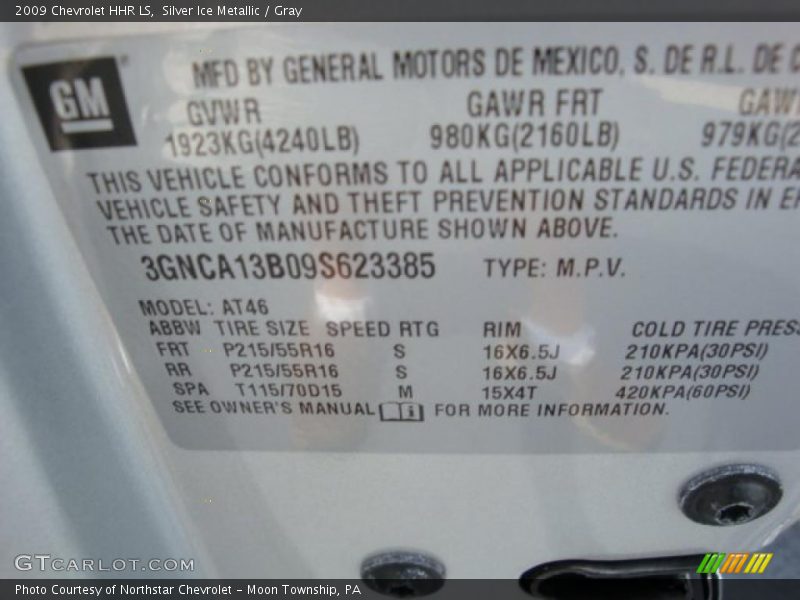 2009 Chevrolet HHR LS, Silver Ice Metallic / Gray
GM
MFD BY GENERAL MOTORS DE MEXICO, S. DE R.L. DE C
GVWR GAWR FRT GAW
1923KG(4240LB) 980KG(2160LB) 979KG(2
THIS VEHICLE CONFORMS TO ALL APPLICABLE U.S. FEDERA
VEHICLE SAFETY AND THEFT PREVENTION STANDARDS IN EF
THE DATE OF MANUFACTURE SHOWN ABOVE.
3GNCA13B09S623385 TYPE: M.P.V.
MODEL: AT46
ABBW TIRE SIZE SPEED RTG RIM COLD TIRE PRESS
FRT P215/55R16 S 16X6.5J 210KPA(30PSI)
RR P215/55R16 S 16X6.5J 210KPA(30PSI)
SPA T115/70D15 M 15X4T 420KPA(60PSI)
SEE OWNER'S MANUAL FOR MORE INFORMATION.
GTCARLOT.COM
Photo Courtesy of Northstar Chevrolet - Moon Township, PA